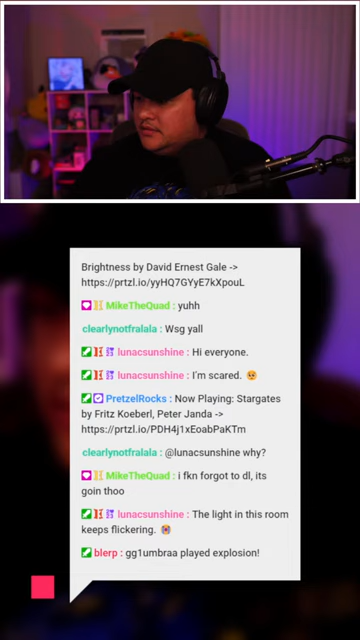 Brightness by David Ernest Gale ->
https://prtzl.io/yyHQ7GYyE7kXpouL
MikeTheQuad : yuhh
clearlynotfralala : Wsg yall
lunacsunshine : Hi everyone.
lunacsunshine : I'm scared. 😟
PretzelRocks : Now Playing: Stargates
by Fritz Koeberl, Peter Janda ->
https://prtzl.io/PDH4j1xEoabPaKTm
clearlynotfralala : @lunacsunshine why?
MikeTheQuad : i fkn forgot to dl, its
goin thoo
lunacsunshine : The light in this room
keeps flickering. 😭
blerp : gg1umbraa played explosion!